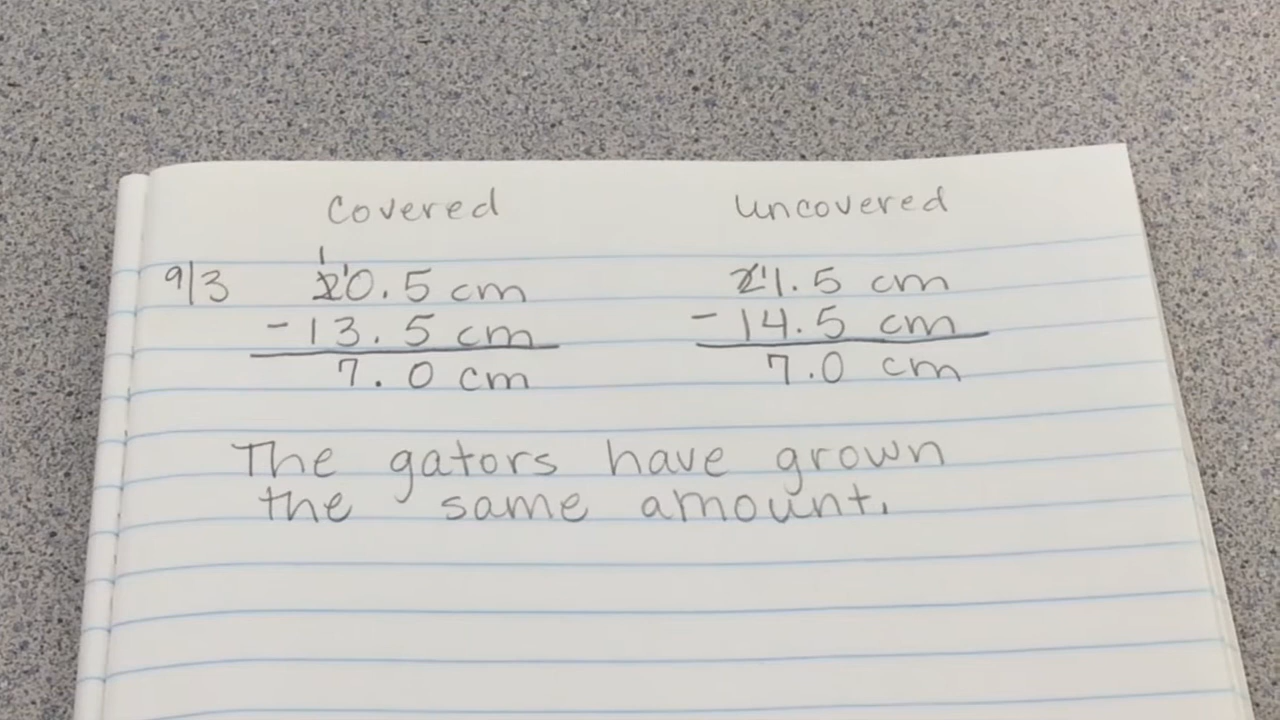 Covered Uncovered
9/3 20.5 cm 21.5 cm
- 13.5 cm - 14.5 cm
7.0 cm 7.0 cm
The gators have grown
the same amount.